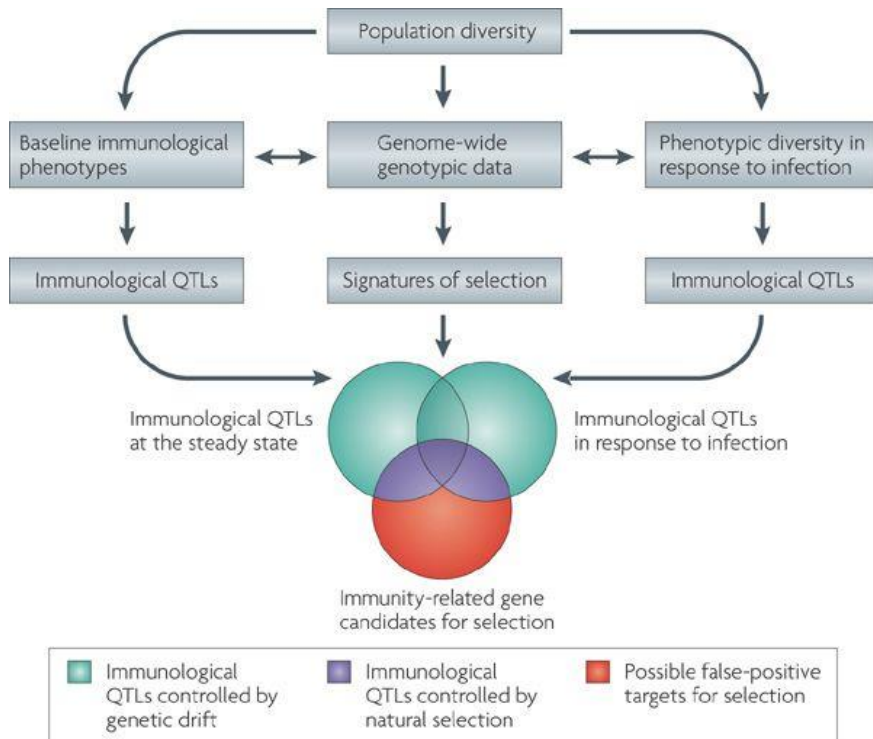 Population diversity
Baseline immunological
phenotypes
Genome-wide
genotypic data
Phenotypic diversity in
response to infection
Immunological QTLs
Signatures of selection
Immunological QTLs
Immunological QTLs
at the steady state
Immunological QTLs
in response to infection
Immunity-related gene
candidates for selection
Immunological
QTLs controlled by
genetic drift
Immunological
QTLs controlled by
natural selection
Possible false-positive
targets for selection